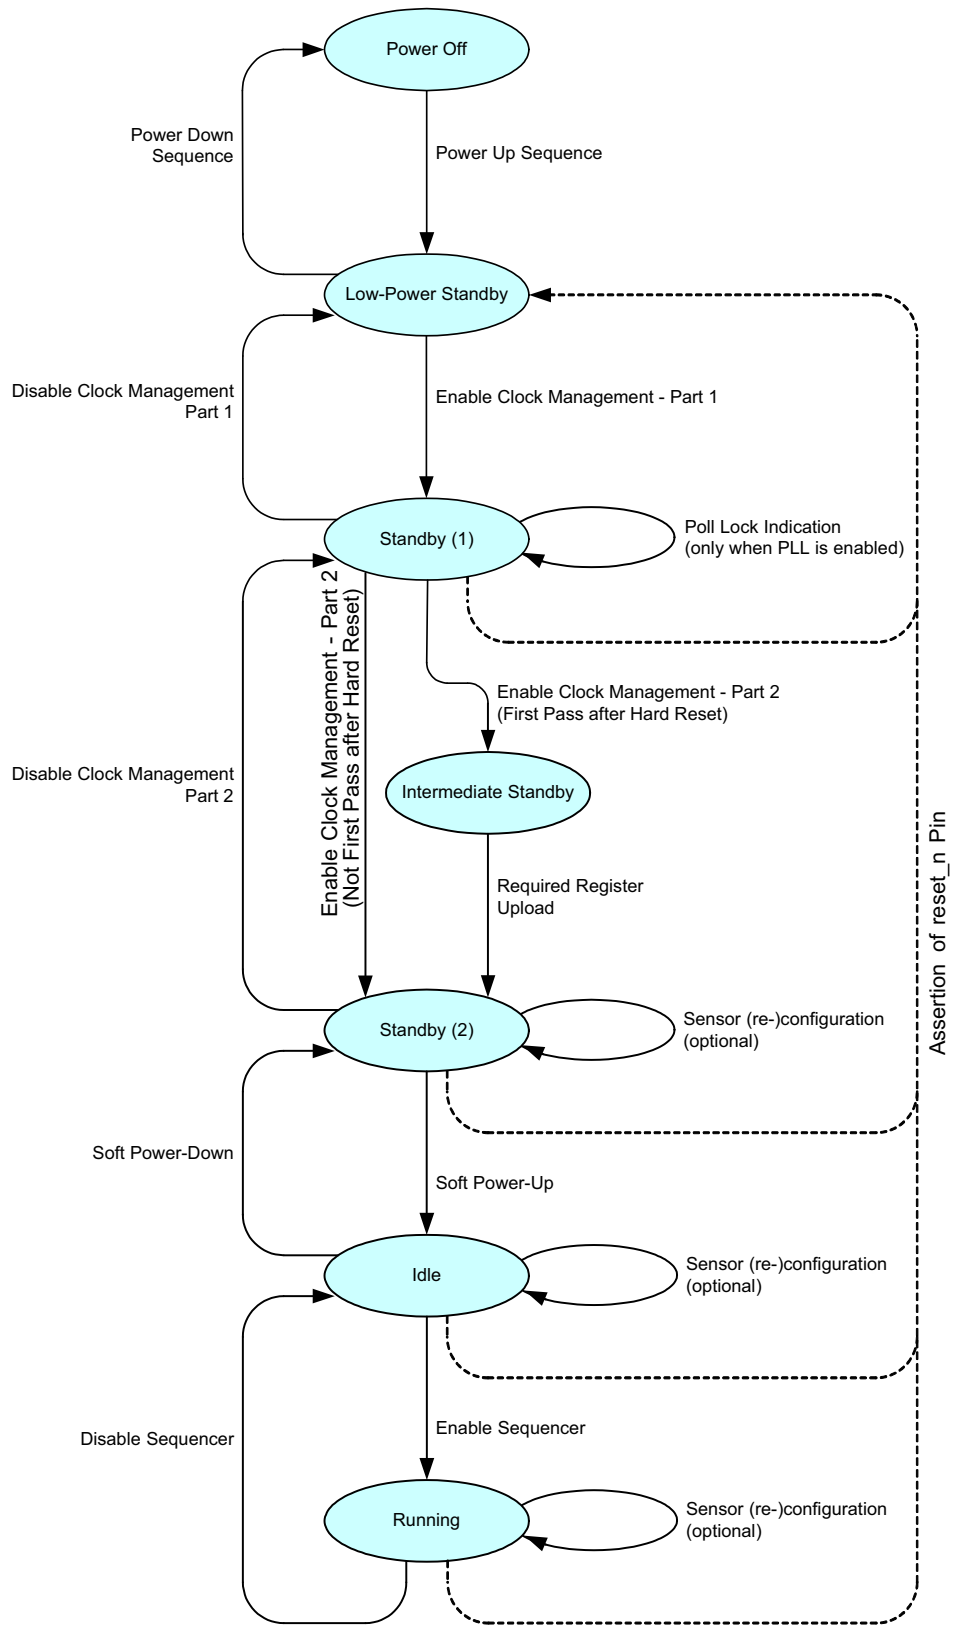 Power Off
Power Down
Sequence
Power Up Sequence
Low-Power Standby
Disable Clock Management
Part 1
Enable Clock Management - Part 1
Standby (1)
Poll Lock Indication
(only when PLL is enabled)
Enable Clock Management - Part 2
(Not First Pass after Hard Reset)
Enable Clock Management - Part 2
(First Pass after Hard Reset)
Disable Clock Management
Part 2
Intermediate Standby
Assertion of reset_n Pin
Required Register
Upload
Standby (2)
Sensor (re-)configuration
(optional)
Soft Power-Down
Soft Power-Up
Idle
Sensor (re-)configuration
(optional)
Disable Sequencer
Enable Sequencer
Running
Sensor (re-)configuration
(optional)